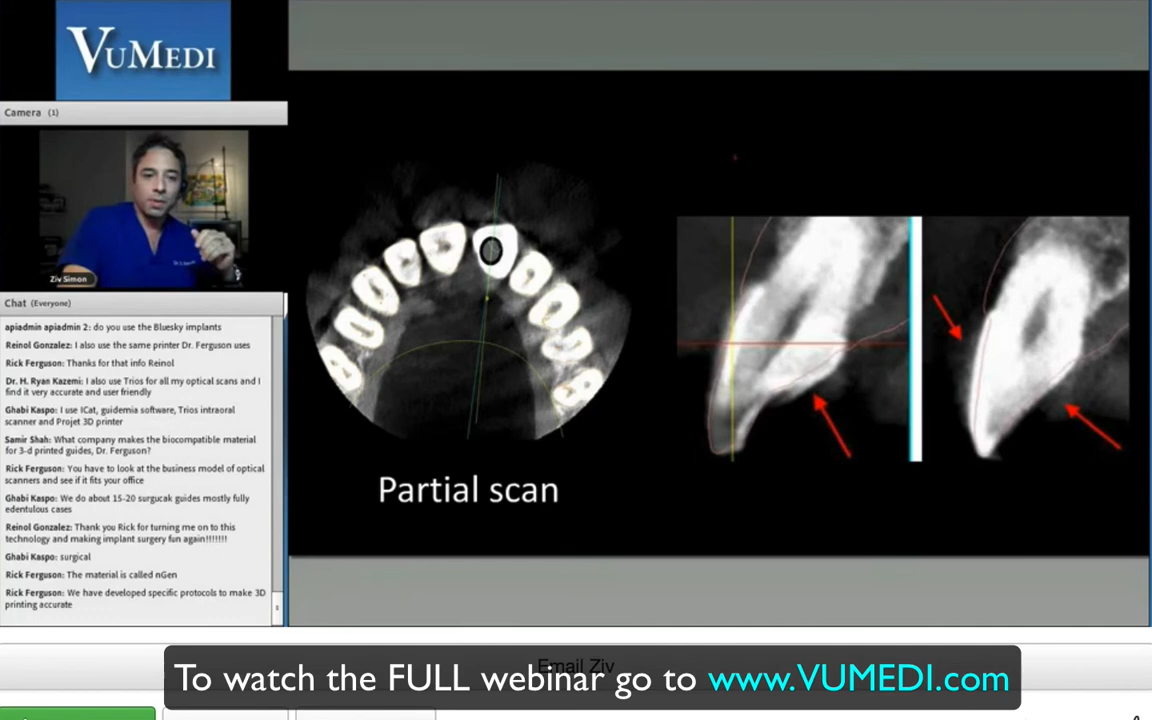 VUMEDI
Camera (1)
Ziv Simon
Chat (Everyone)
apiadmin apiadmin 2: do you use the Bluesky implants
Reinol Gonzalez: I also use the same printer Dr. Ferguson uses
Rick Ferguson: Thanks for that info Reinol
Dr. H. Ryan Kazemi: I also use Trios for all my optical scans and I
find it very accurate and user friendly
Ghabi Kaspo: I use ICat, guidemia software, Trios intraoral
scanner and Projet 3D printer
Samir Shah: What company makes the biocompatible material
for 3-d printed guides, Dr. Ferguson?
Rick Ferguson: You have to look at the business model of optical
scanners and see if it fits your office
Ghabi Kaspo: We do about 15-20 surgucak guides mostly fully
edentulous cases
Reinol Gonzalez: Thank you Rick for turning me on to this
technology and making implant surgery fun again!!!!!!!
Ghabi Kaspo: surgical
Rick Ferguson: The material is called nGen
Rick Ferguson: We have developed specific protocols to make 3D
printing accurate
Partial scan
Email Ziv
To watch the FULL webinar go to www.VUMEDI.com